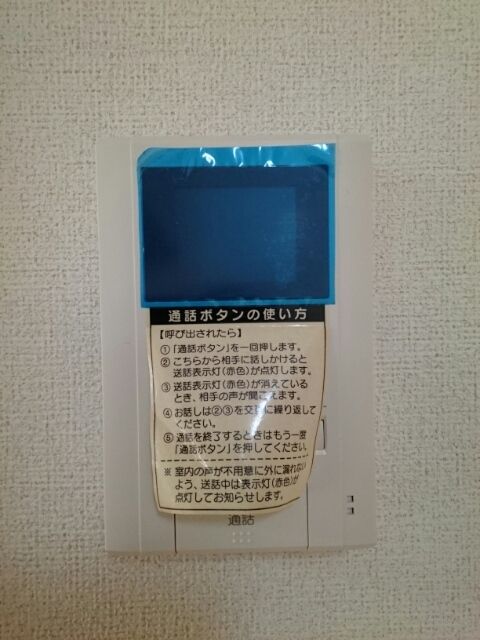 通話ボタンの使い方
【呼び出されたら】
①「通話ボタン」を一回押します。
②こちらから相手に話しかけると
送話表示灯(赤色)が点灯します。
③送話表示灯(赤色)が消えている
とき、相手の声が聞こえます。
④お話しは②③を交互に繰り返して
ください。
⑤通話を終了するときはもう一度
「通話ボタン」を押してください。
※室内の声が不用意に外に漏れない
よう、送話中は表示灯(赤色)が
点灯してお知らせします。
通話